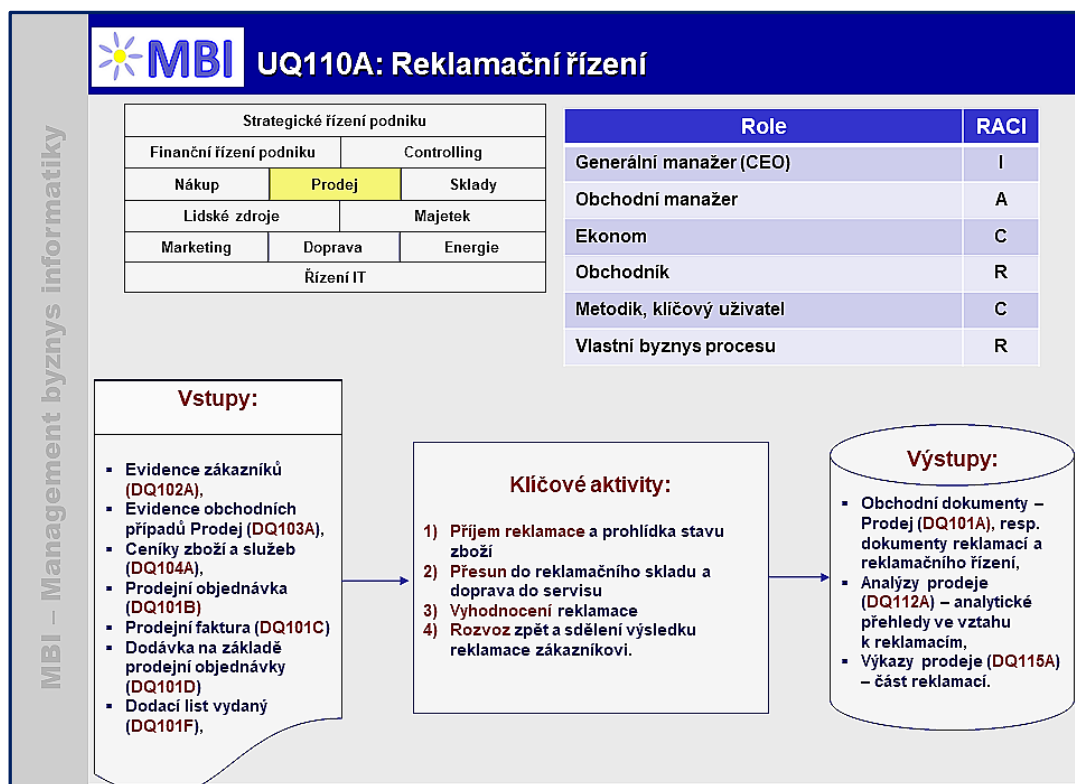 MBI
UQ110A: Reklamační řízení
MBI – Management byznys informatiky
Strategické řízení podniku
Finanční řízení podniku
Controlling
Nákup
Prodej
Sklady
Lidské zdroje
Majetek
Marketing
Doprava
Energie
Řízení IT
Role RACI
Generální manažer (CEO) I
Obchodní manažer A
Ekonom C
Obchodník R
Metodik, klíčový uživatel C
Vlastní byznys procesu R
Vstupy:
▪ Evidence zákazníků
(DQ102A),
▪ Evidence obchodních
případů Prodej (DQ103A),
▪ Ceníky zboží a služeb
(DQ104A),
▪ Prodejní objednávka
(DQ101B)
▪ Prodejní faktura (DQ101C)
▪ Dodávka na základě
prodejní objednávky
(DQ101D)
▪ Dodací list vydaný
(DQ101F),
Klíčové aktivity:
1) Příjem reklamace a prohlídka stavu
zboží
2) Přesun do reklamačního skladu a
doprava do servisu
3) Vyhodnocení reklamace
4) Rozvoz zpět a sdělení výsledku
reklamace zákazníkovi.
Výstupy:
▪ Obchodní dokumenty –
Prodej (DQ101A), resp.
dokumenty reklamací a
reklamačního řízení,
▪ Analýzy prodeje
(DQ112A) – analytické
přehledy ve vztahu
k reklamacím,
▪ Výkazy prodeje (DQ115A)
– část reklamací.